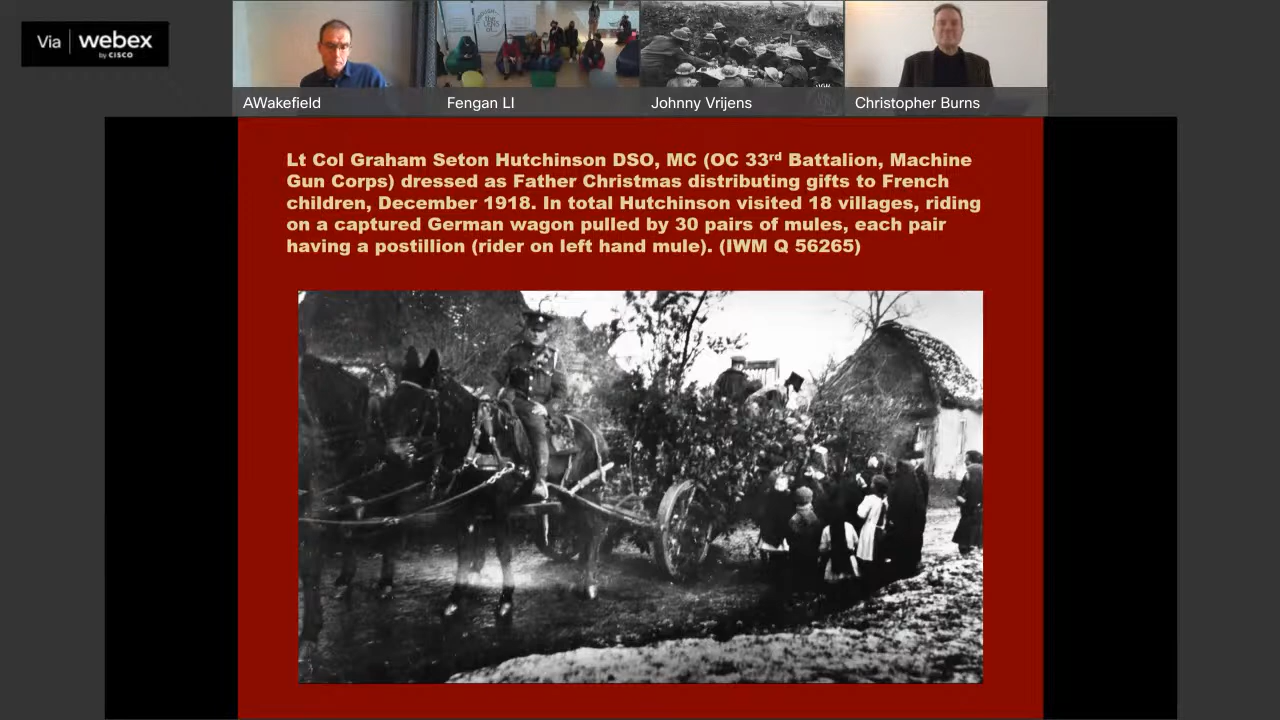 Via webex
by CISCO
AWakefield
Fengan LI
Johnny Vrijens
Christopher Burns
Lt Col Graham Seton Hutchinson DSO, MC (OC 33rd Battalion, Machine
Gun Corps) dressed as Father Christmas distributing gifts to French
children, December 1918. In total Hutchinson visited 18 villages, riding
on a captured German wagon pulled by 30 pairs of mules, each pair
having a postillion (rider on left hand mule). (IWM Q 56265)